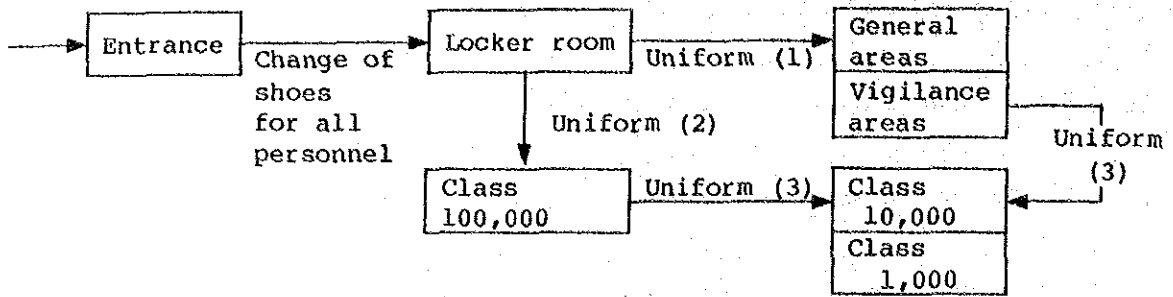 Entrance
Change of
shoes
for all
personnel
Locker room
Uniform (1)
General
areas
Vigilance
areas
Uniform (2)
Uniform
(3)
Class
100,000
Uniform (3)
Class
10,000
Class
1,000